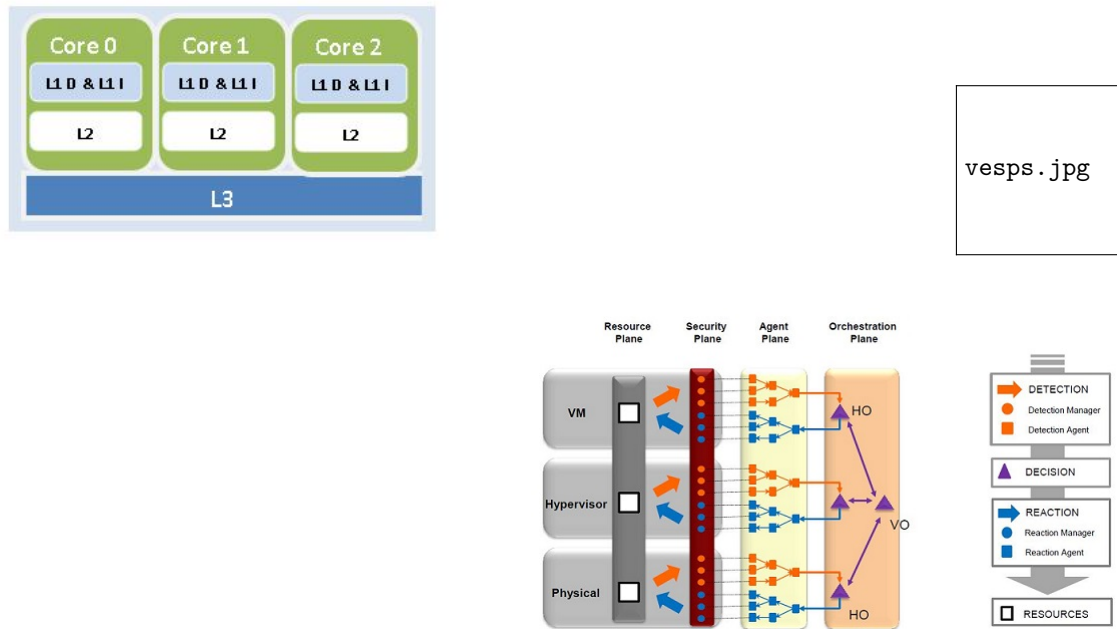 Core 0
Core 1
Core 2
L1 D & L1 I
L1 D & L1 I
L1 D & L1 I
L2
L2
L2
L3
vesps.jpg
Resource Plane
Security Plane
Agent Plane
Orchestration Plane
VM
HO
Hypervisor
VO
Physical
HO
DETECTION
Detection Manager
Detection Agent
DECISION
REACTION
Reaction Manager
Reaction Agent
RESOURCES